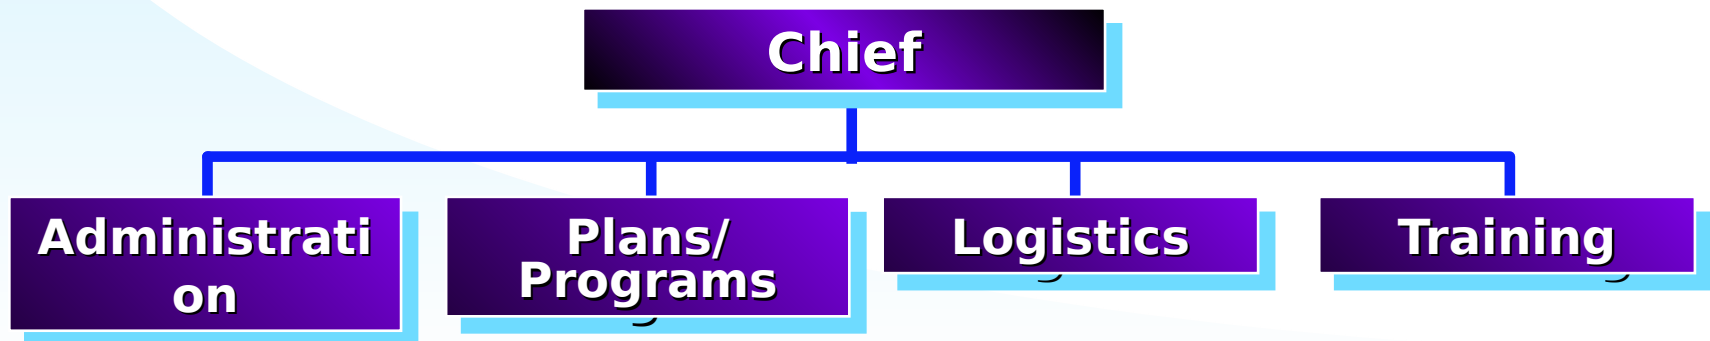 Chief
Administrati
on
Plans/
Programs
Logistics
Training